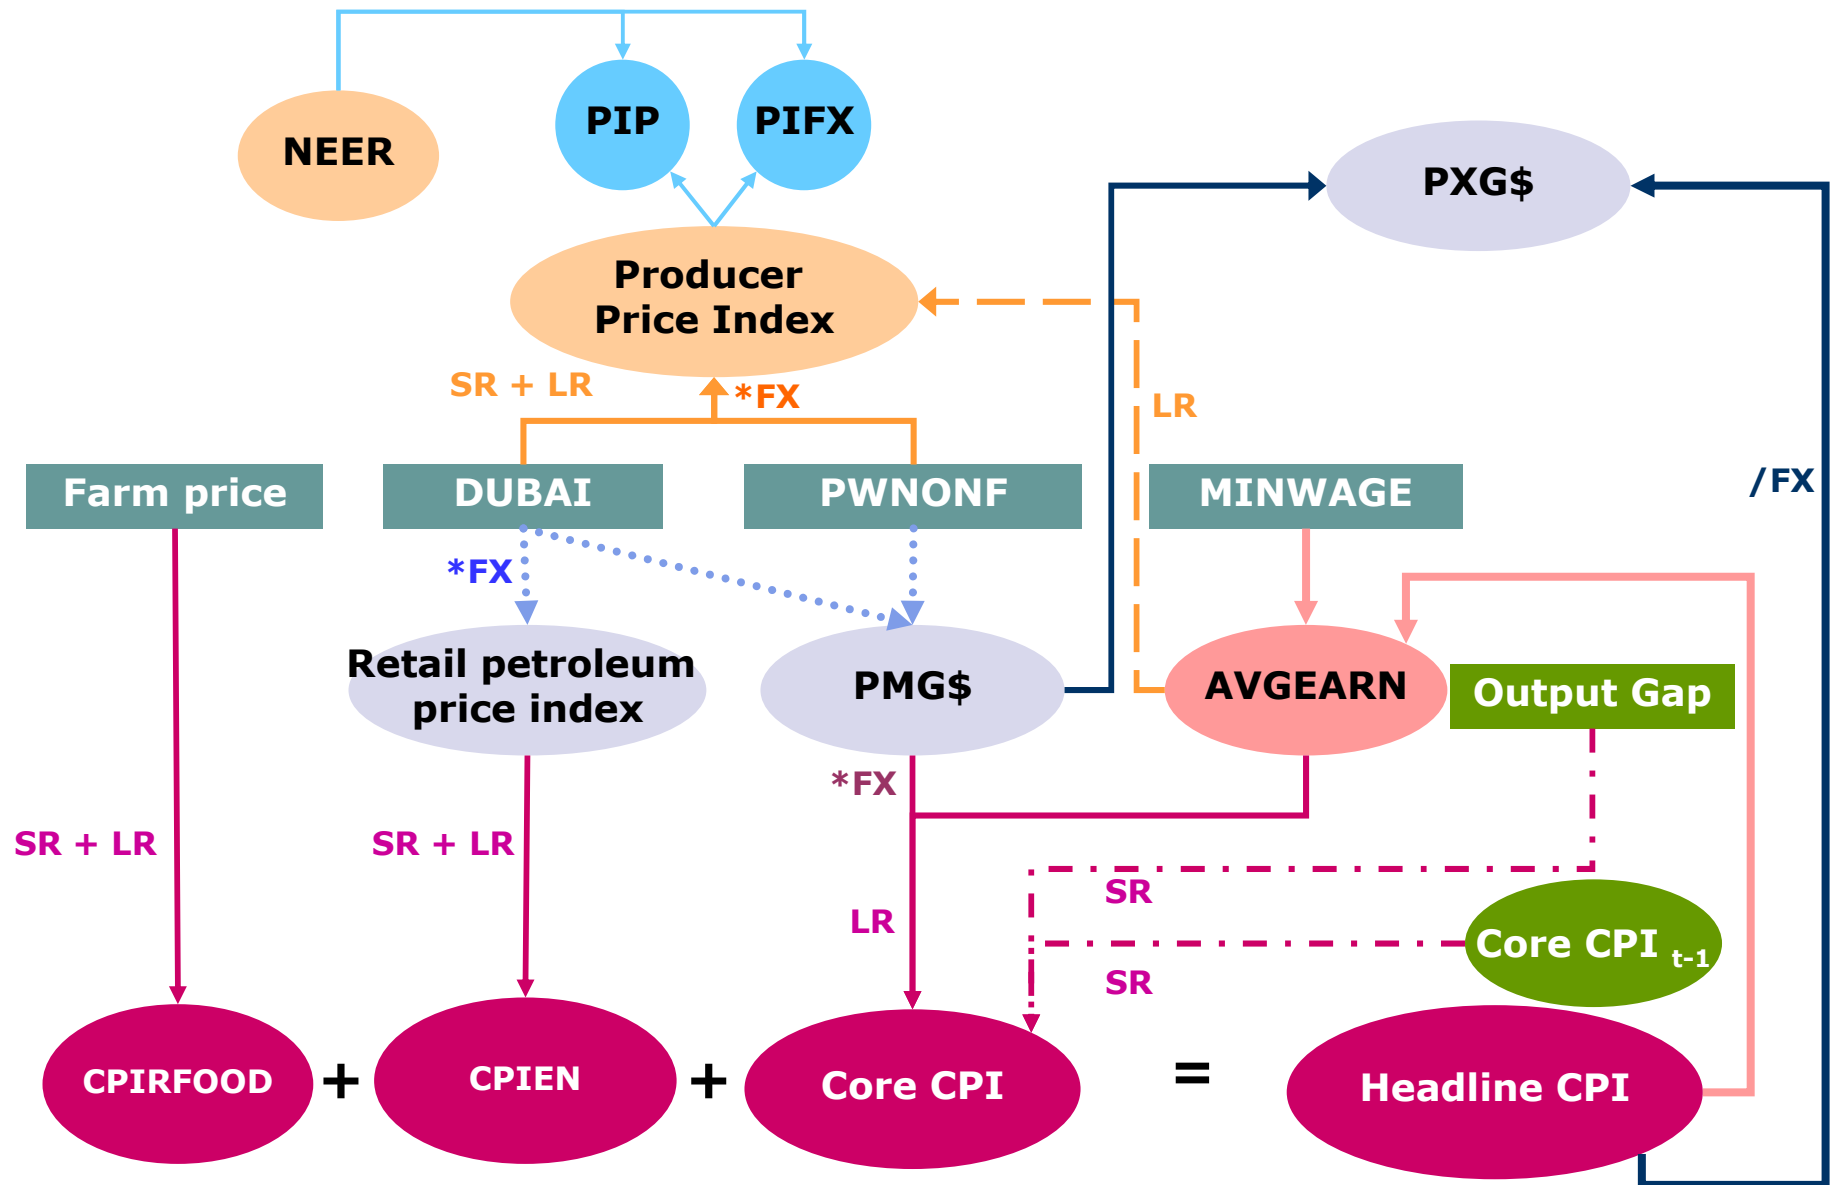 PIP
PIFX
NEER
PXG$
Producer
Price Index
SR + LR
*FX
LR
/FX
Farm price
DUBAI
PWNONF
MINWAGE
*FX
Retail petroleum
price index
PMG$
AVGEARN
Output Gap
*FX
SR + LR
SR + LR
SR
LR
Core CPI t-1
SR
CPIRFOOD
+
CPIEN
+
Core CPI
=
Headline CPI